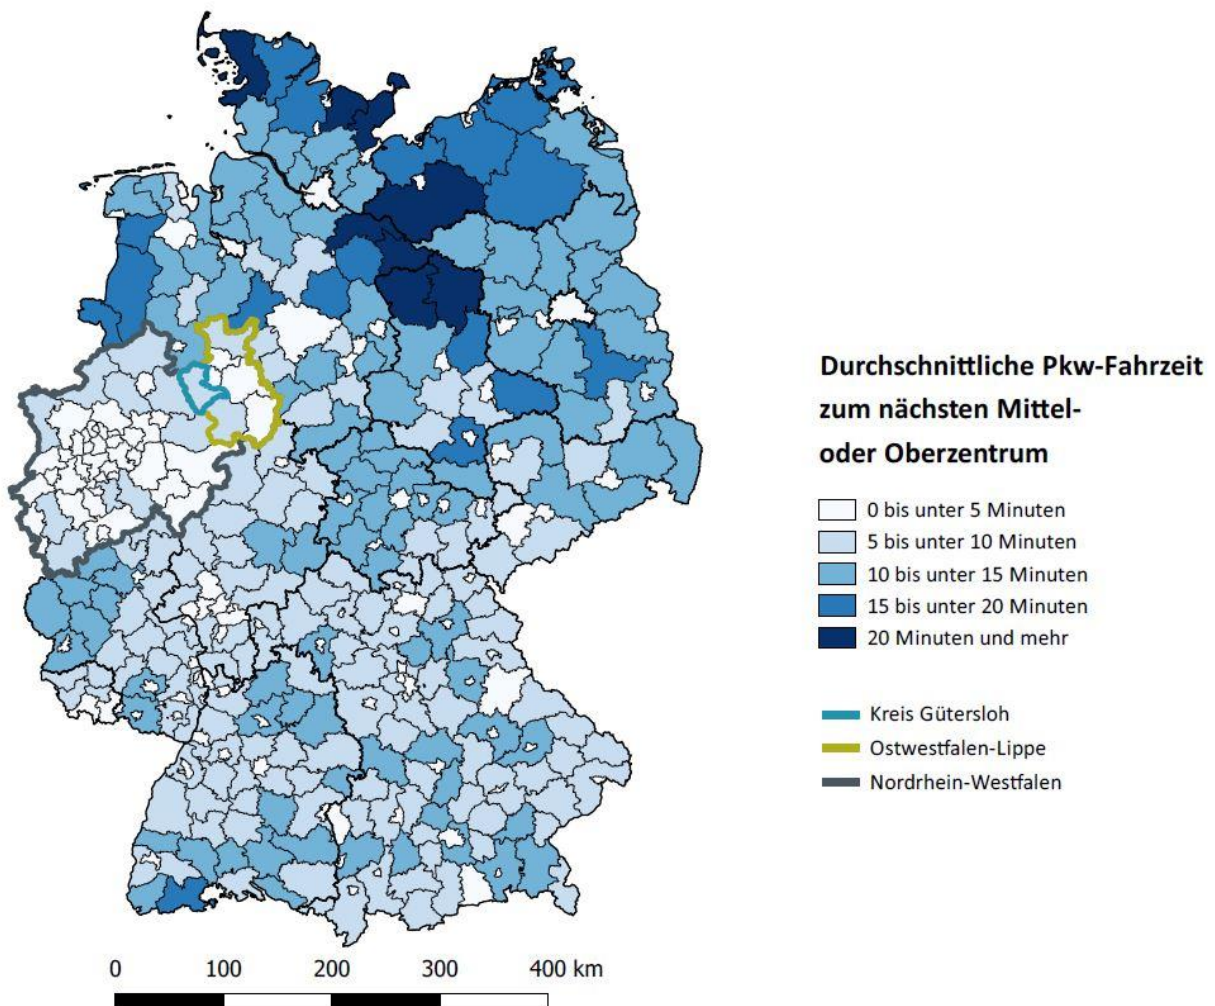 Durchschnittliche Pkw-Fahrzeit
zum nächsten Mittel-
oder Oberzentrum
0 bis unter 5 Minuten
5 bis unter 10 Minuten
10 bis unter 15 Minuten
15 bis unter 20 Minuten
20 Minuten und mehr
Kreis Gütersloh
Ostwestfalen-Lippe
Nordrhein-Westfalen
0 100 200 300 400 km